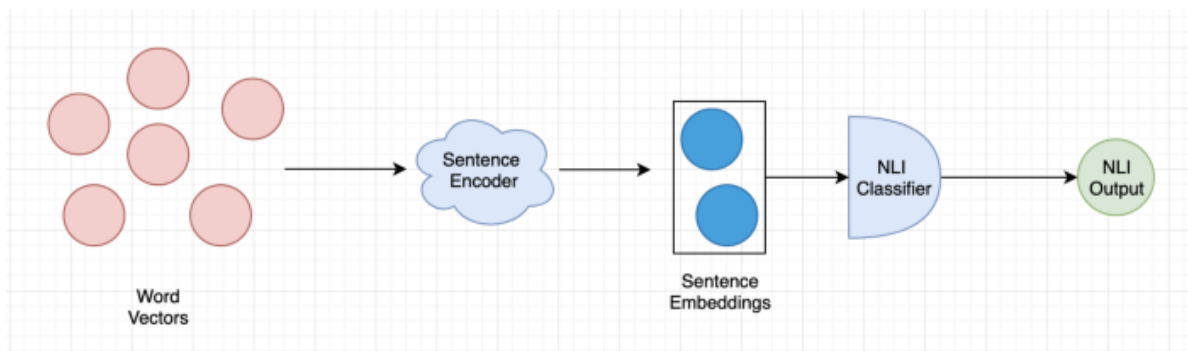 Word
Vectors
Sentence
Encoder
Sentence
Embeddings
NLI
Classifier
NLI
Output